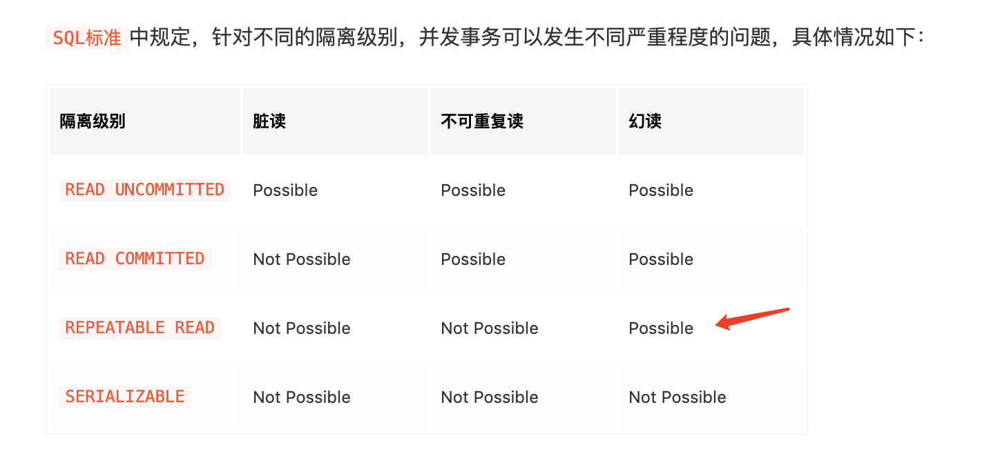 SQL标准中规定，针对不同的隔离级别，并发事务可以发生不同严重程度的问题，具体情况如下：
隔离级别 脏读 不可重复读 幻读
READ UNCOMMITTED Possible Possible Possible
READ COMMITTED Not Possible Possible Possible
REPEATABLE READ Not Possible Not Possible Possible
SERIALIZABLE Not Possible Not Possible Not Possible